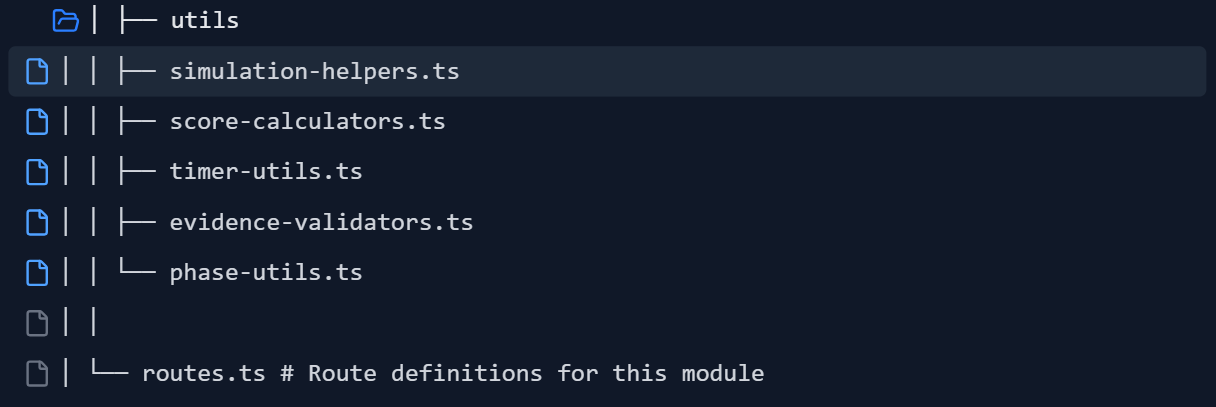 │ ├── utils
│ │ ├── simulation-helpers.ts
│ │ ├── score-calculators.ts
│ │ ├── timer-utils.ts
│ │ ├── evidence-validators.ts
│ │ └── phase-utils.ts
│ │
│ └── routes.ts # Route definitions for this module